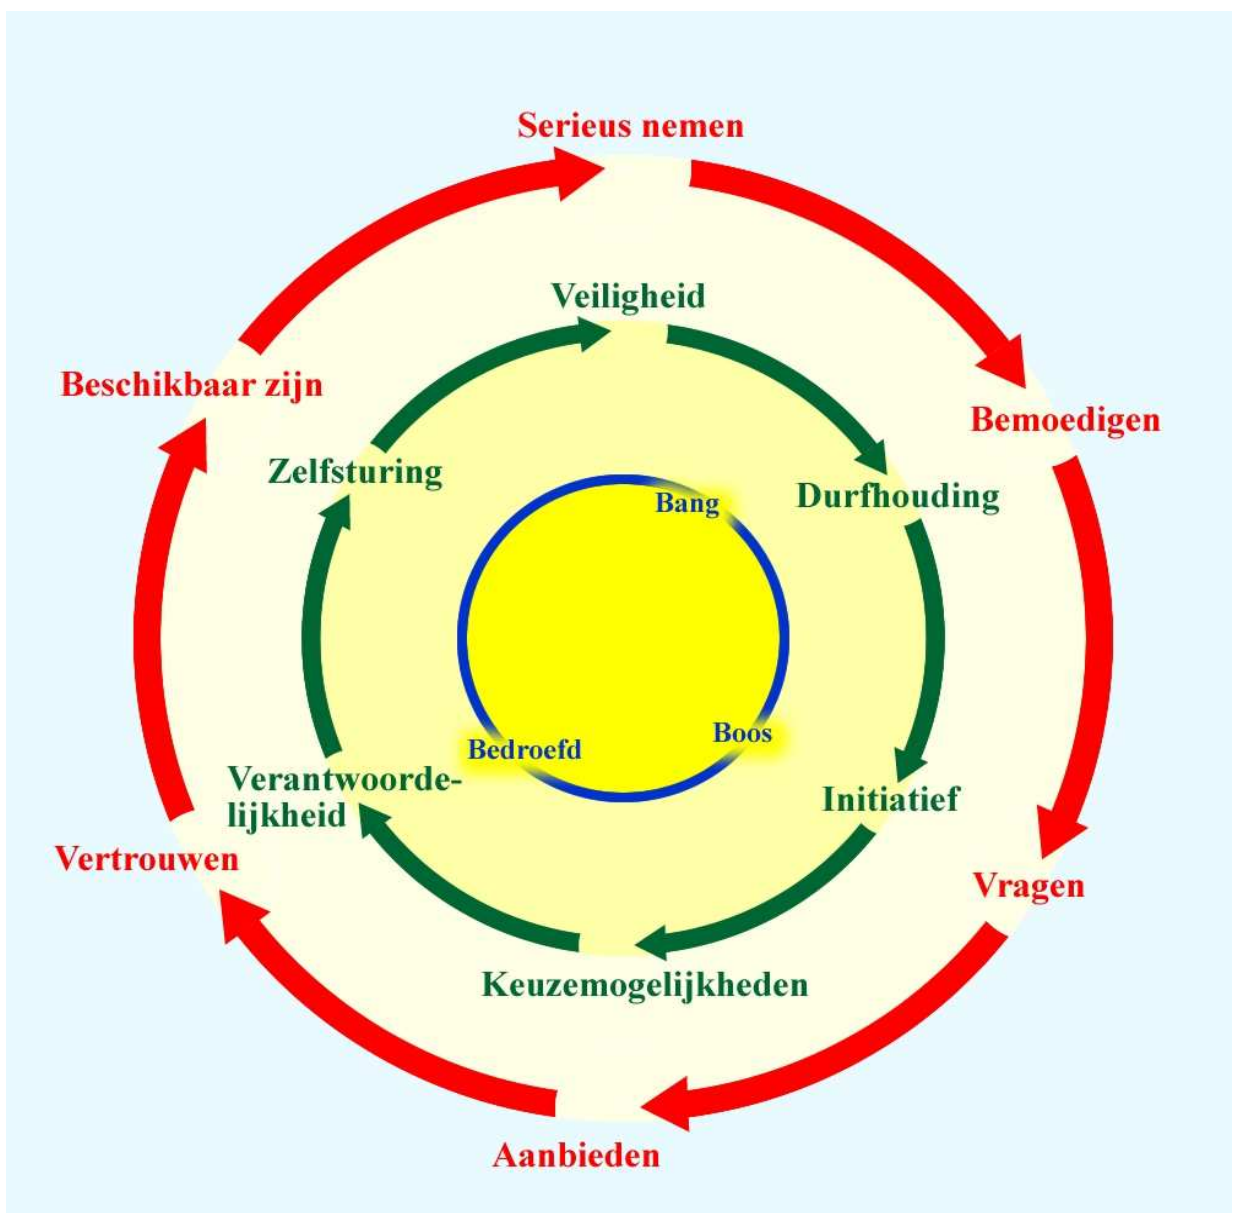 Serieus nemen
Veiligheid
Beschikbaar zijn
Bemoedigen
Zelfsturing
Durfhouding
Bang
Boos
Bedroefd
Verantwoorde-
lijkheid
Initiatief
Vertrouwen
Vragen
Keuzemogelijkheden
Aanbieden